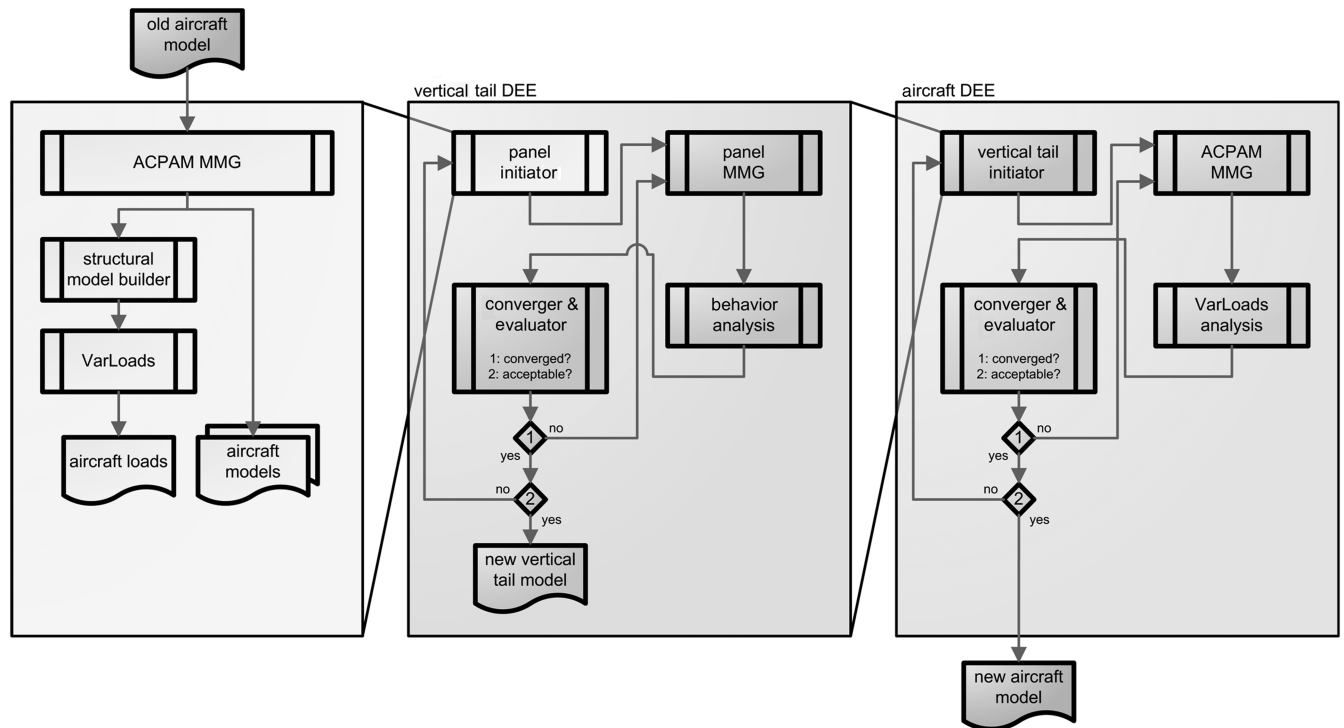 old aircraft
model
ACPAM MMG
structural
model builder
VarLoads
aircraft loads
aircraft
models
vertical tail DEE
panel
initiator
panel
MMG
converger &
evaluator
1: converged?
2: acceptable?
behavior
analysis
1
no
yes
no
2
yes
new vertical
tail model
aircraft DEE
vertical tail
initiator
ACPAM
MMG
converger &
evaluator
1: converged?
2: acceptable?
VarLoads
analysis
1
no
yes
no
2
yes
new aircraft
model